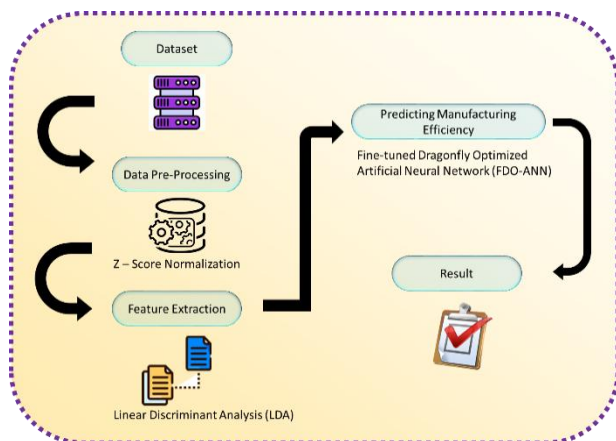 Dataset
Data Pre-Processing
Z – Score Normalization
Feature Extraction
Linear Discriminant Analysis (LDA)
Predicting Manufacturing
Efficiency
Fine-tuned Dragonfly Optimized
Artificial Neural Network (FDO-ANN)
Result